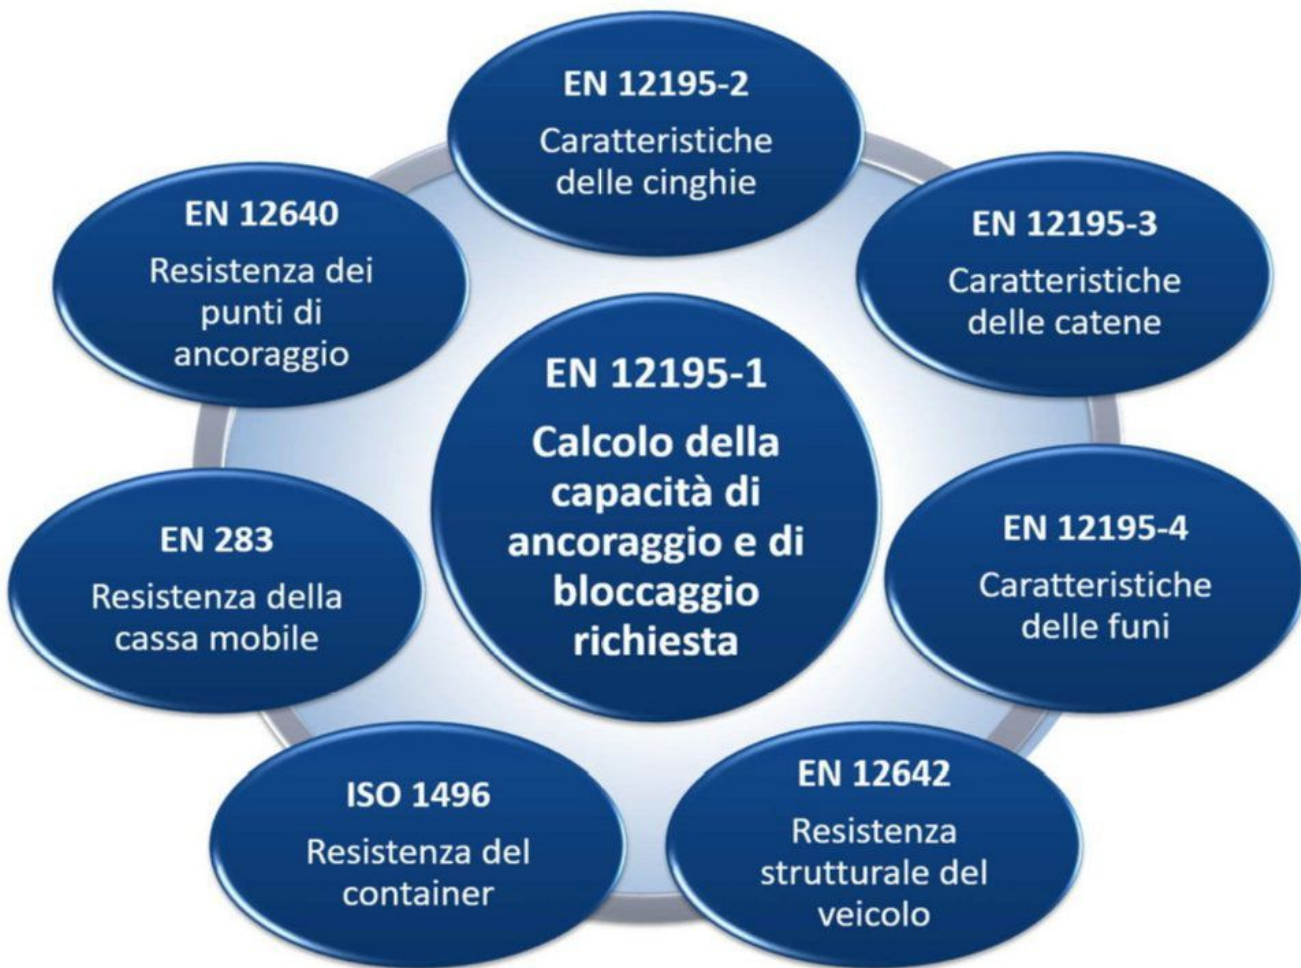 EN 12195-2
Caratteristiche
delle cinghie
EN 12195-3
Caratteristiche
delle catene
EN 12195-4
Caratteristiche
delle funi
EN 12642
Resistenza
strutturale del
veicolo
ISO 1496
Resistenza del
container
EN 283
Resistenza della
cassa mobile
EN 12640
Resistenza dei
punti di
ancoraggio
EN 12195-1
Calcolo della
capacità di
ancoraggio e di
bloccaggio
richiesta